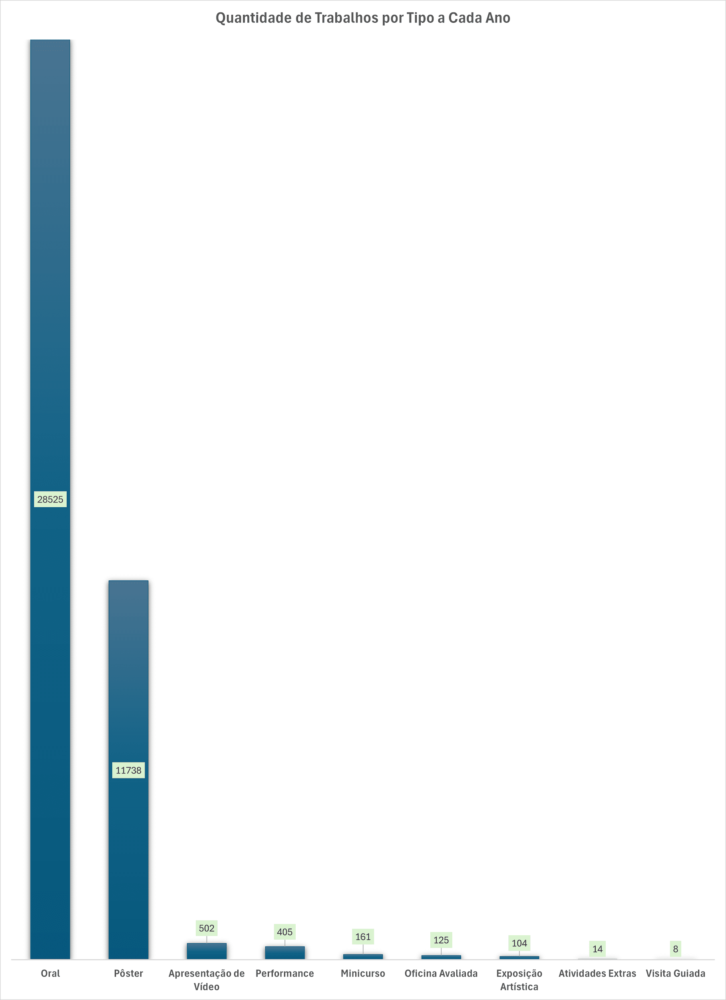 Quantidade de Trabalhos por Tipo a Cada Ano
28525
11738
502
405
161
125
104
14
8
Oral
Pôster
Apresentação de
Vídeo
Performance
Minicurso
Oficina Avaliada
Exposição
Artística
Atividades Extras
Visita Guiada